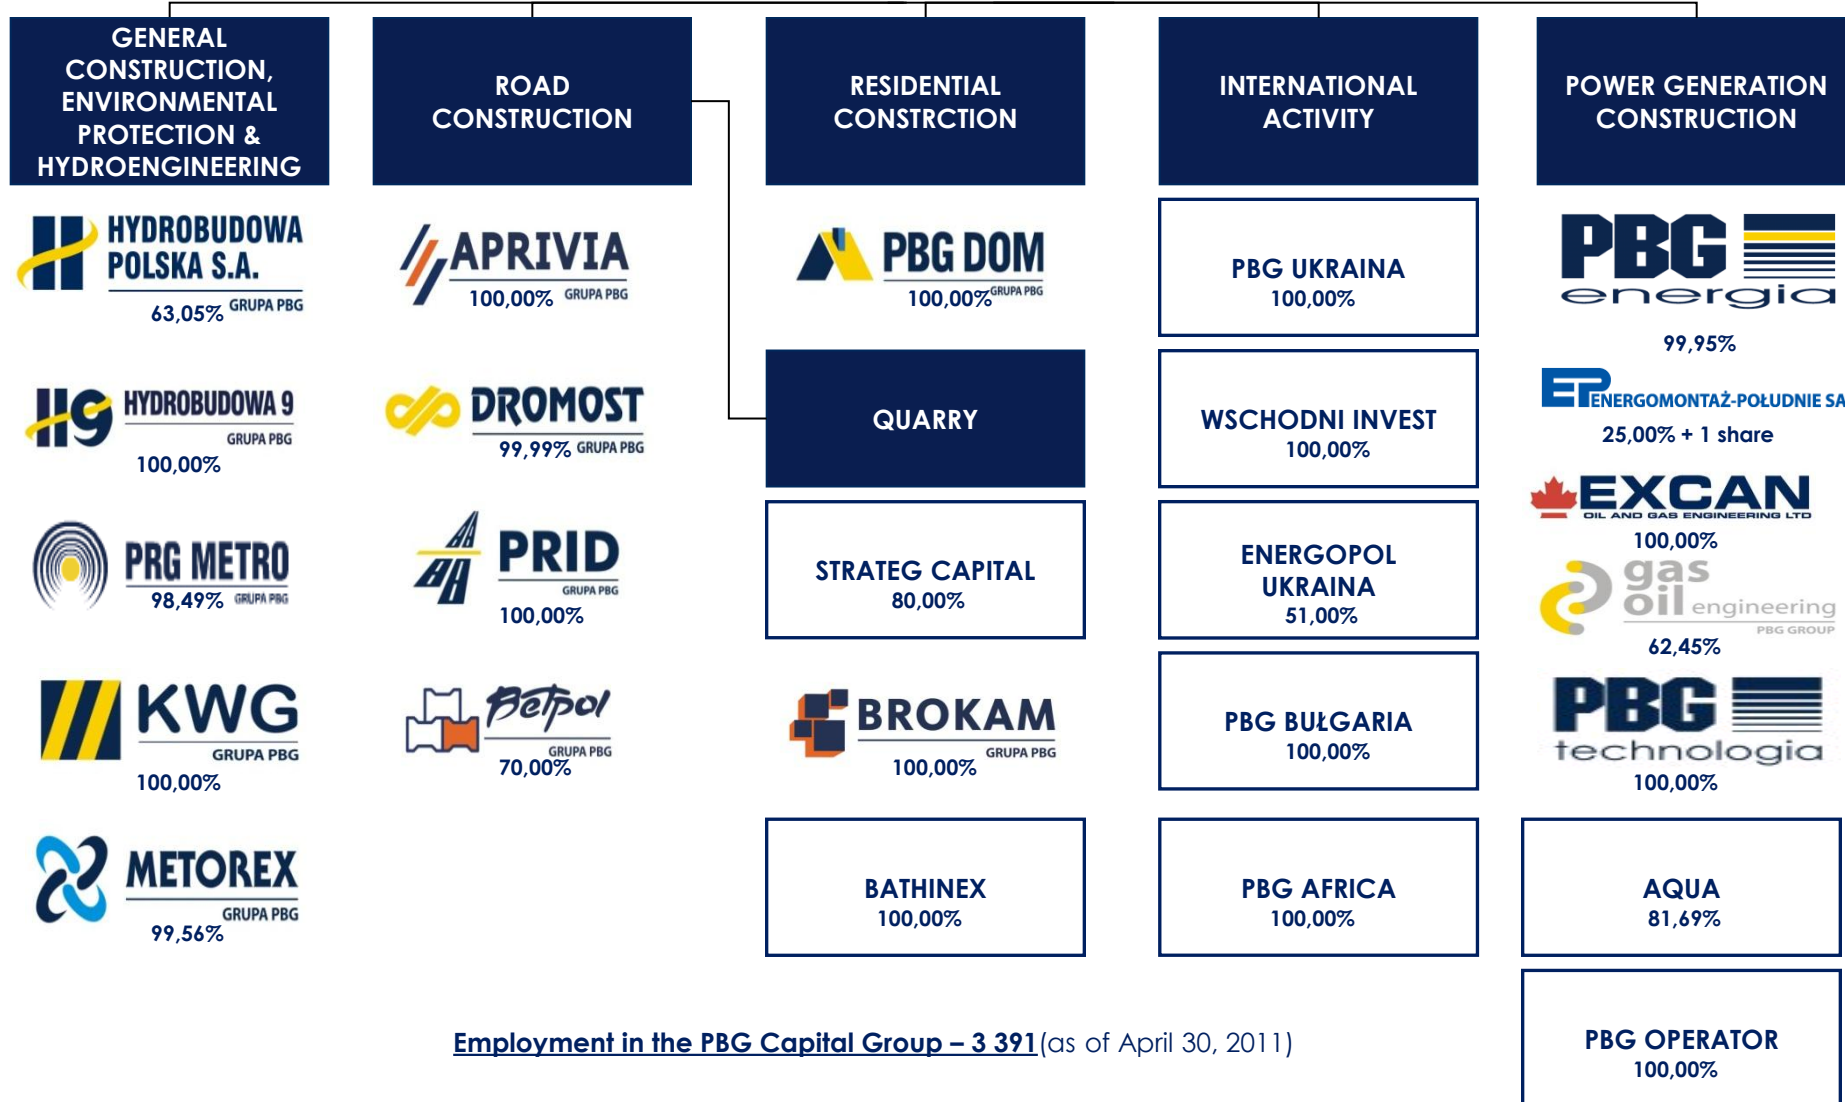 GENERAL
CONSTRUCTION,
ENVIRONMENTAL
PROTECTION &
HYDROENGINEERING
HYDROBUDOWA
POLSKA S.A.
GRUPA PBG
63,05%
HYDROBUDOWA 9
GRUPA PBG
100,00%
PRG METRO
GRUPA PBG
98,49%
KWG
GRUPA PBG
100,00%
METOREX
GRUPA PBG
99,56%
ROAD
CONSTRUCTION
APRIVIA
100,00% GRUPA PBG
DROMOST
99,99% GRUPA PBG
PRID
GRUPA PBG
100,00%
Betpol
GRUPA PBG
70,00%
RESIDENTIAL
CONSTRCTION
PBG DOM
GRUPA PBG
100,00%
QUARRY
STRATEG CAPITAL
80,00%
BROKAM
GRUPA PBG
100,00%
BATHINEX
100,00%
INTERNATIONAL
ACTIVITY
PBG UKRAINA
100,00%
WSCHODNI INVEST
100,00%
ENERGOPOL
UKRAINA
51,00%
PBG BUŁGARIA
100,00%
PBG AFRICA
100,00%
POWER GENERATION
CONSTRUCTION
PBG
energia
99,95%
EP ENERGOMONTAŻ-POŁUDNIE SA
25,00% + 1 share
EXCAN
OIL AND GAS ENGINEERING LTD
100,00%
gas
oil engineering
PBG GROUP
62,45%
PBG
technologia
100,00%
AQUA
81,69%
PBG OPERATOR
100,00%
Employment in the PBG Capital Group – 3 391(as of April 30, 2011)